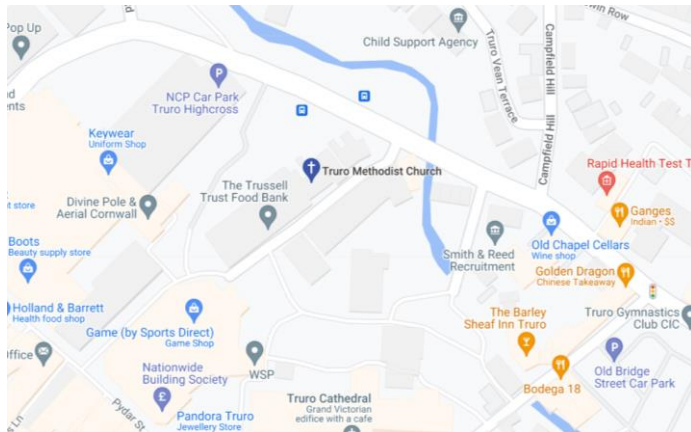 Pop Up
NCP Car Park
Truro Highcross
Child Support Agency
Truro Vean Terrace
Campfield Hill
Campfield Hill
Row
Keywear
Uniform Shop
Truro Methodist Church
Rapid Health Test T
The Trussell
Trust Food Bank
Divine Pole &
Aerial Cornwall
Ganges
Indian • $$
Boots
Beauty supply store
Smith & Reed
Recruitment
Old Chapel Cellars
Wine shop
Golden Dragon
Chinese Takeaway
Holland & Barrett
Health food shop
Game (by Sports Direct)
Game Shop
The Barley
Sheaf Inn Truro
Truro Gymnastics
Club CIC
Office
Nationwide
Building Society
WSP
Old Bridge
Street Car Park
Bodega 18
Pydar St
Pandora Truro
Jewellery Store
Truro Cathedral
Grand Victorian
edifice with a cafe